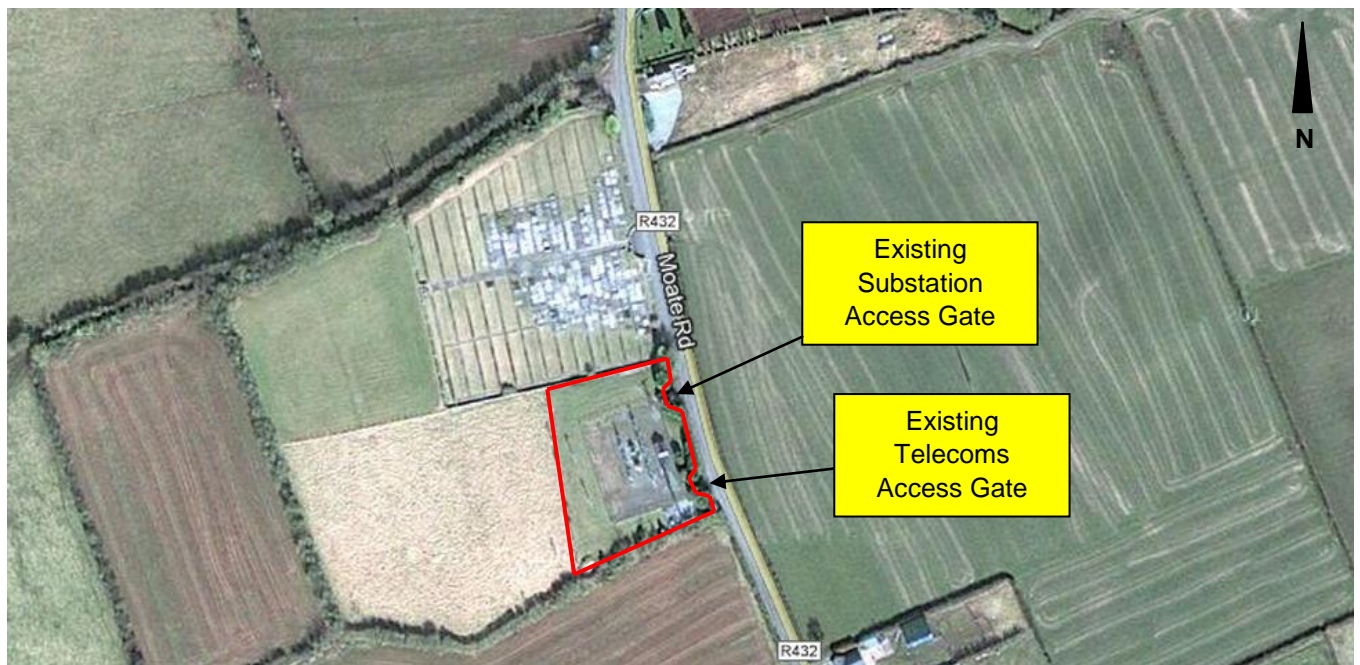 N
R432
Moate Rd
Existing
Substation
Access Gate
Existing
Telecoms
Access Gate
R432